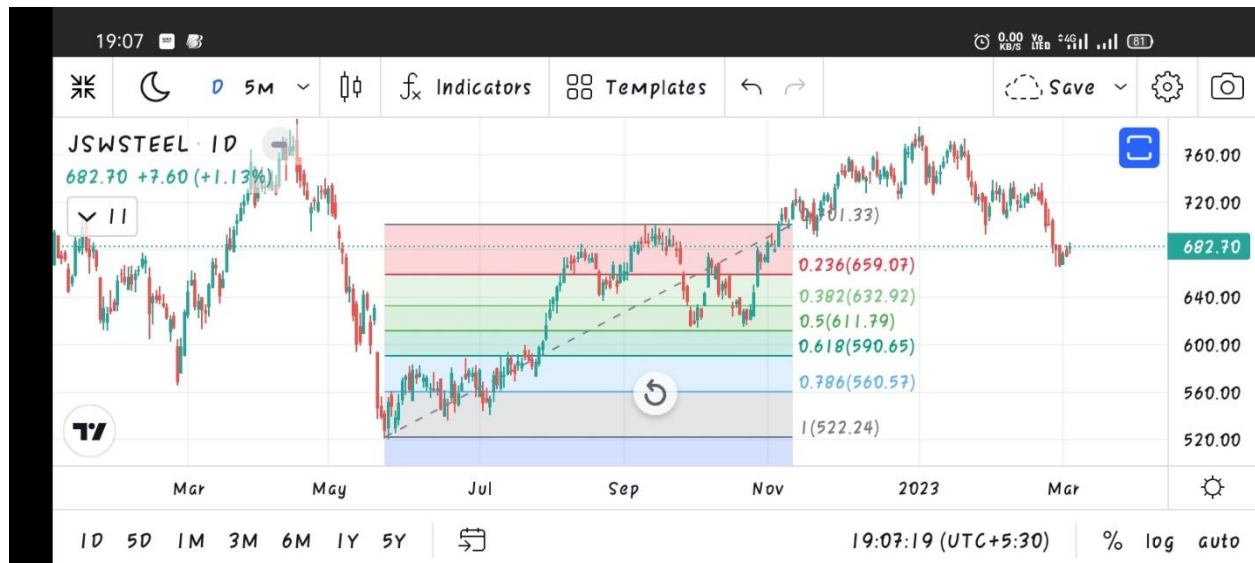 19:07
0.00 KB/S Vo LTED 4G 81
D 5M Indicators Templates Save
JSWSTEEL · 1D
682.70 +7.60 (+1.13%)
11
760.00
720.00
682.70
640.00
600.00
560.00
520.00
0.236(659.07)
0.382(632.92)
0.5(611.79)
0.618(590.65)
0.786(560.57)
1(522.24)
Mar May Jul Sep Nov 2023 Mar
1D 5D 1M 3M 6M 1Y 5Y 19:07:19 (UTC+5:30) % log auto